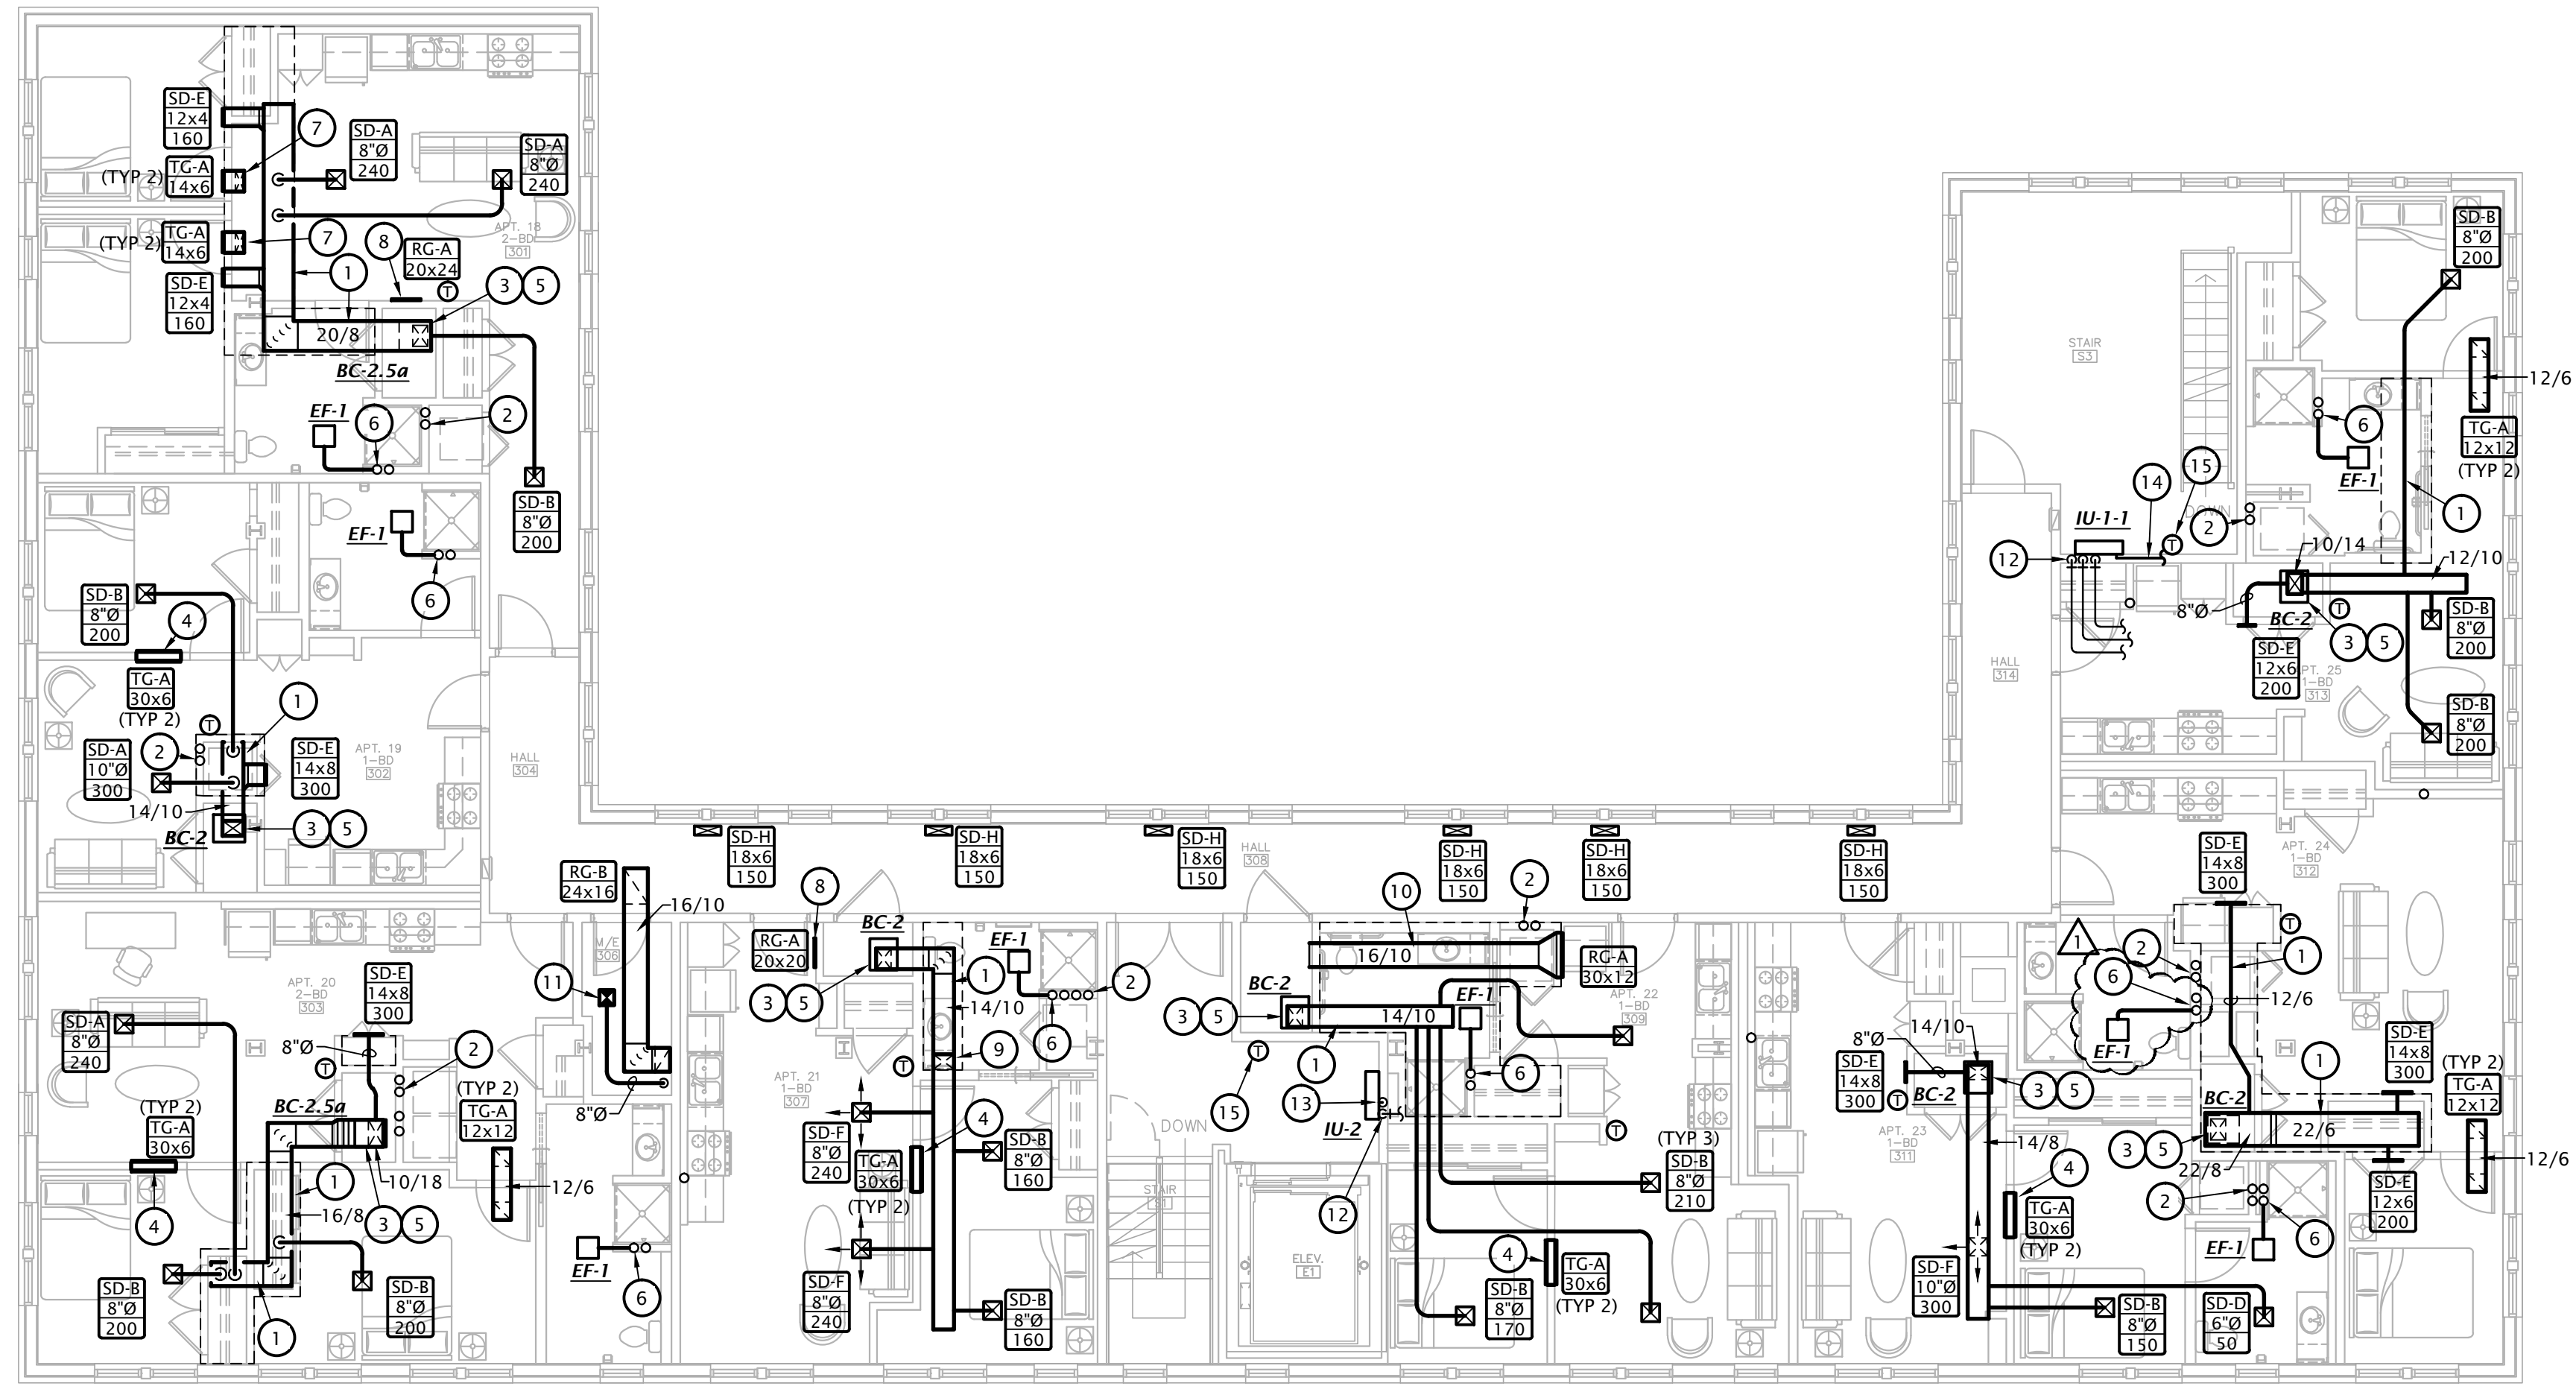 SD-E
12x4
160
7
SD-A
8"Ø
240
SD-A
8"Ø
240
(TYP 2)
TG-A
14x6
(TYP 2)
TG-A
14x6
7
8
RG-A
20x24
APT. 18
2-BD
301
SD-E
12x4
160
1
T
3
5
20/8
BC-2.5a
EF-1
6
2
SD-B
8"Ø
200
EF-1
6
SD-B
8"Ø
200
4
TG-A
30x6
(TYP 2)
1
T
2
SD-A
10"Ø
300
SD-E
14x8
300
APT. 19
1-BD
302
14/10
BC-2
3
5
HALL
304
STAIR
S3
SD-B
8"Ø
200
12/6
TG-A
12x12
(TYP 2)
6
EF-1
1
15
14
DOWN
2
IU-1-1
T
12
10/14
12/10
8"Ø
BC-2
T
3
5
SD-B
8"Ø
200
SD-E
12x6
200
APT. 25
1-BD
313
HALL
314
SD-B
8"Ø
200
SD-H
18x6
150
SD-H
18x6
150
SD-H
18x6
150
HALL
308
SD-H
18x6
150
SD-H
18x6
150
SD-H
18x6
150
SD-E
14x8
300
APT. 24
1-BD
312
RG-B
24x16
16/10
M/E
306
11
8"Ø
8
RG-A
20x20
BC-2
3
5
EF-1
1
2
14/10
6
9
T
APT. 21
1-BD
307
10
2
16/10
RG-A
30x12
BC-2
3
5
14/10
EF-1
APT. 22
1-BD
309
1
6
T
15
13
IU-2
12
T
APT. 20
2-BD
303
SD-E
14x8
300
SD-A
8"Ø
240
8"Ø
T
2
(TYP 2)
TG-A
30x6
BC-2.5a
(TYP 2)
TG-A
12x12
4
1
10/18
12/6
16/8
3
5
SD-B
8"Ø
200
1
SD-B
8"Ø
200
EF-1
6
SD-F
8"Ø
240
4
TG-A
30x6
(TYP 2)
SD-B
8"Ø
160
SD-F
8"Ø
240
SD-B
8"Ø
160
DOWN
STAIR
S1
ELEV.
E1
(TYP 3)
SD-B
8"Ø
210
4
TG-A
30x6
(TYP 2)
SD-B
8"Ø
170
14/10
8"Ø
SD-E
14x8
300
T
BC-2
3
5
APT. 23
1-BD
311
14/8
4
TG-A
30x6
(TYP 2)
SD-F
10"Ø
300
SD-B
8"Ø
150
SD-D
6"Ø
50
1
2
6
EF-1
T
1
12/6
SD-E
14x8
300
(TYP 2)
TG-A
12x12
1
BC-2
22/6
3
5
22/8
12/6
2
SD-E
12x6
200
EF-1
6